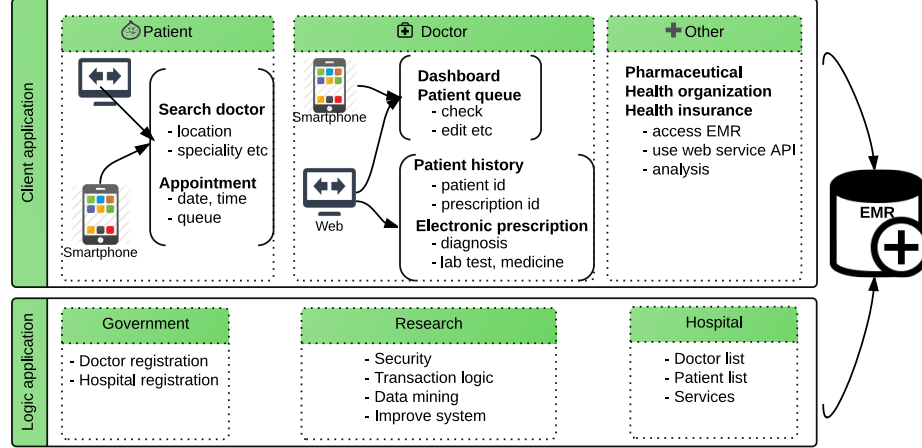 Client application
Patient
Search doctor
- location
- speciality etc
Appointment
- date, time
- queue
Smartphone
Doctor
Smartphone
Web
Dashboard
Patient queue
- check
- edit etc
Patient history
- patient id
- prescription id
Electronic prescription
- diagnosis
- lab test, medicine
Other
Pharmaceutical
Health organization
Health insurance
- access EMR
- use web service API
- analysis
EMR
Logic application
Government
- Doctor registration
- Hospital registration
Research
- Security
- Transaction logic
- Data mining
- Improve system
Hospital
- Doctor list
- Patient list
- Services